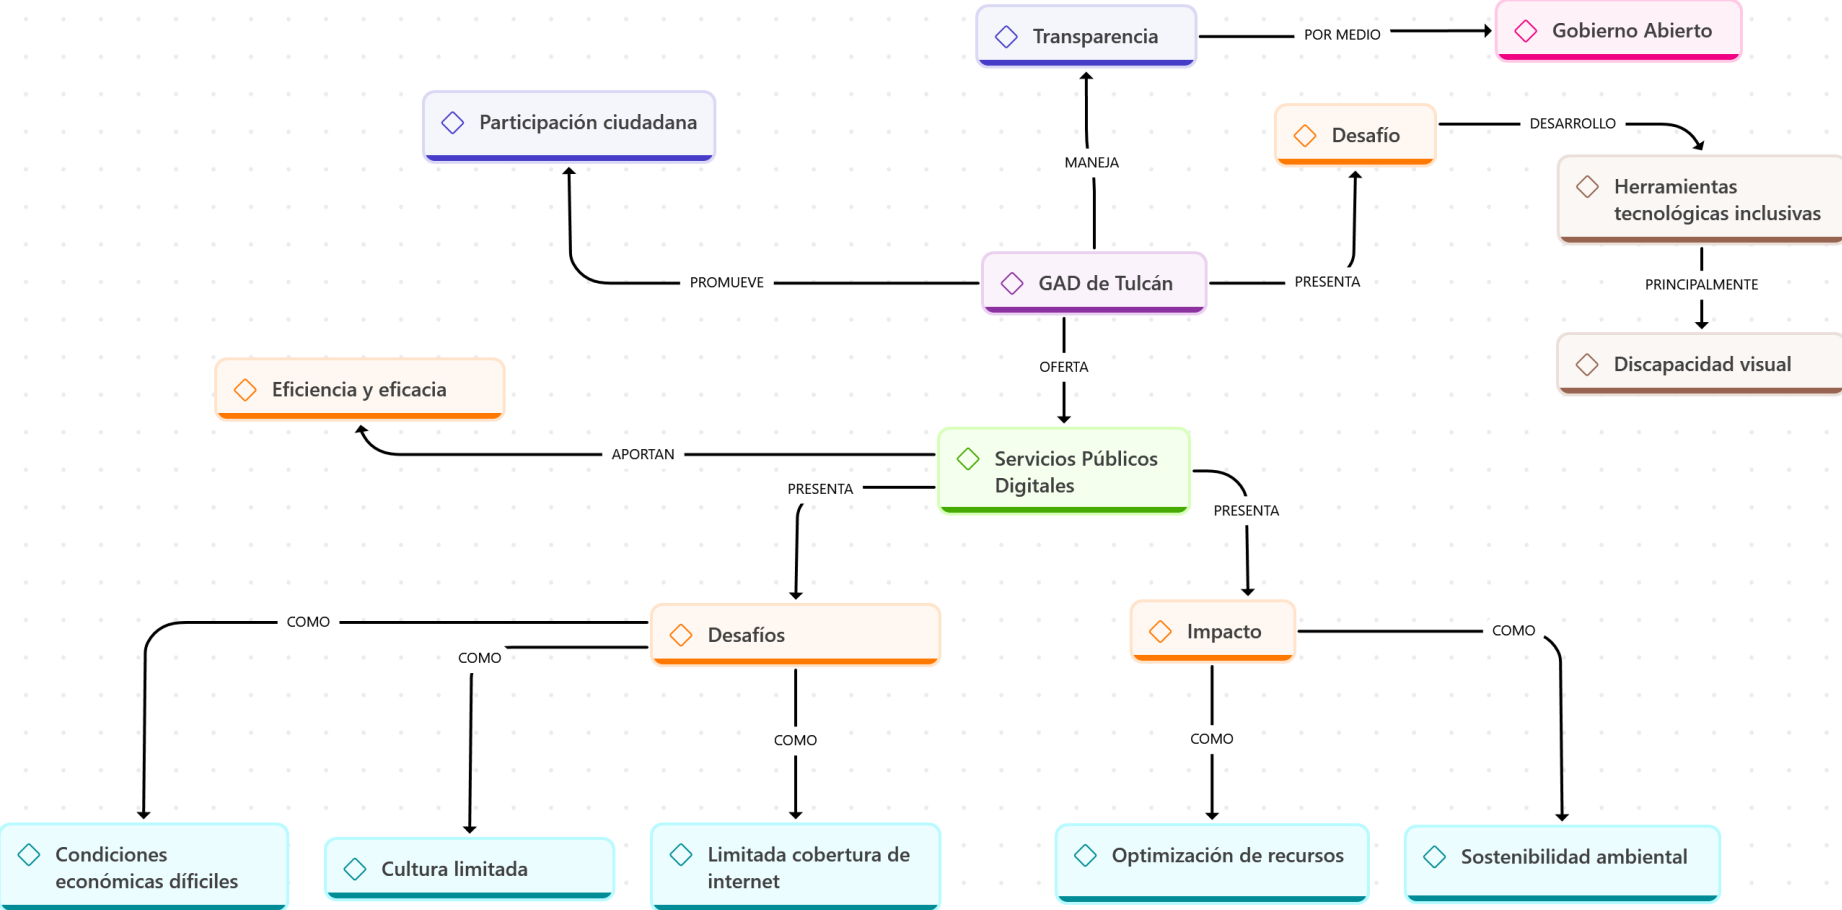 Transparencia
POR MEDIO
Gobierno Abierto
Participación ciudadana
Desafío
DESARROLLO
MANEJA
Herramientas
tecnológicas inclusivas
PROMUEVE
GAD de Tulcán
PRESENTA
PRINCIPALMENTE
OFERTA
Discapacidad visual
Eficiencia y eficacia
APORTAN
Servicios Públicos
Digitales
PRESENTA
PRESENTA
COMO
Desafíos
Impacto
COMO
COMO
COMO
COMO
Condiciones
económicas díficiles
Cultura limitada
Limitada cobertura de
internet
Optimización de recursos
Sostenibilidad ambiental